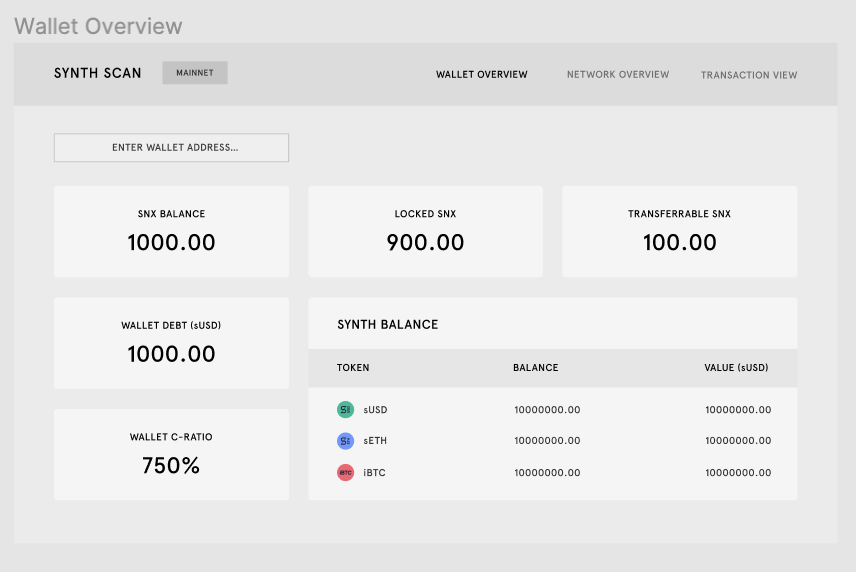 Wallet Overview
SYNTH SCAN MAINNET WALLET OVERVIEW NETWORK OVERVIEW TRANSACTION VIEW
ENTER WALLET ADDRESS...
SNX BALANCE LOCKED SNX TRANSFERRABLE SNX
1000.00 900.00 100.00
WALLET DEBT (sUSD)
1000.00
WALLET C-RATIO
750%
SYNTH BALANCE
TOKEN BALANCE VALUE (sUSD)
sUSD 10000000.00 10000000.00
sETH 10000000.00 10000000.00
iBTC iBTC 10000000.00 10000000.00